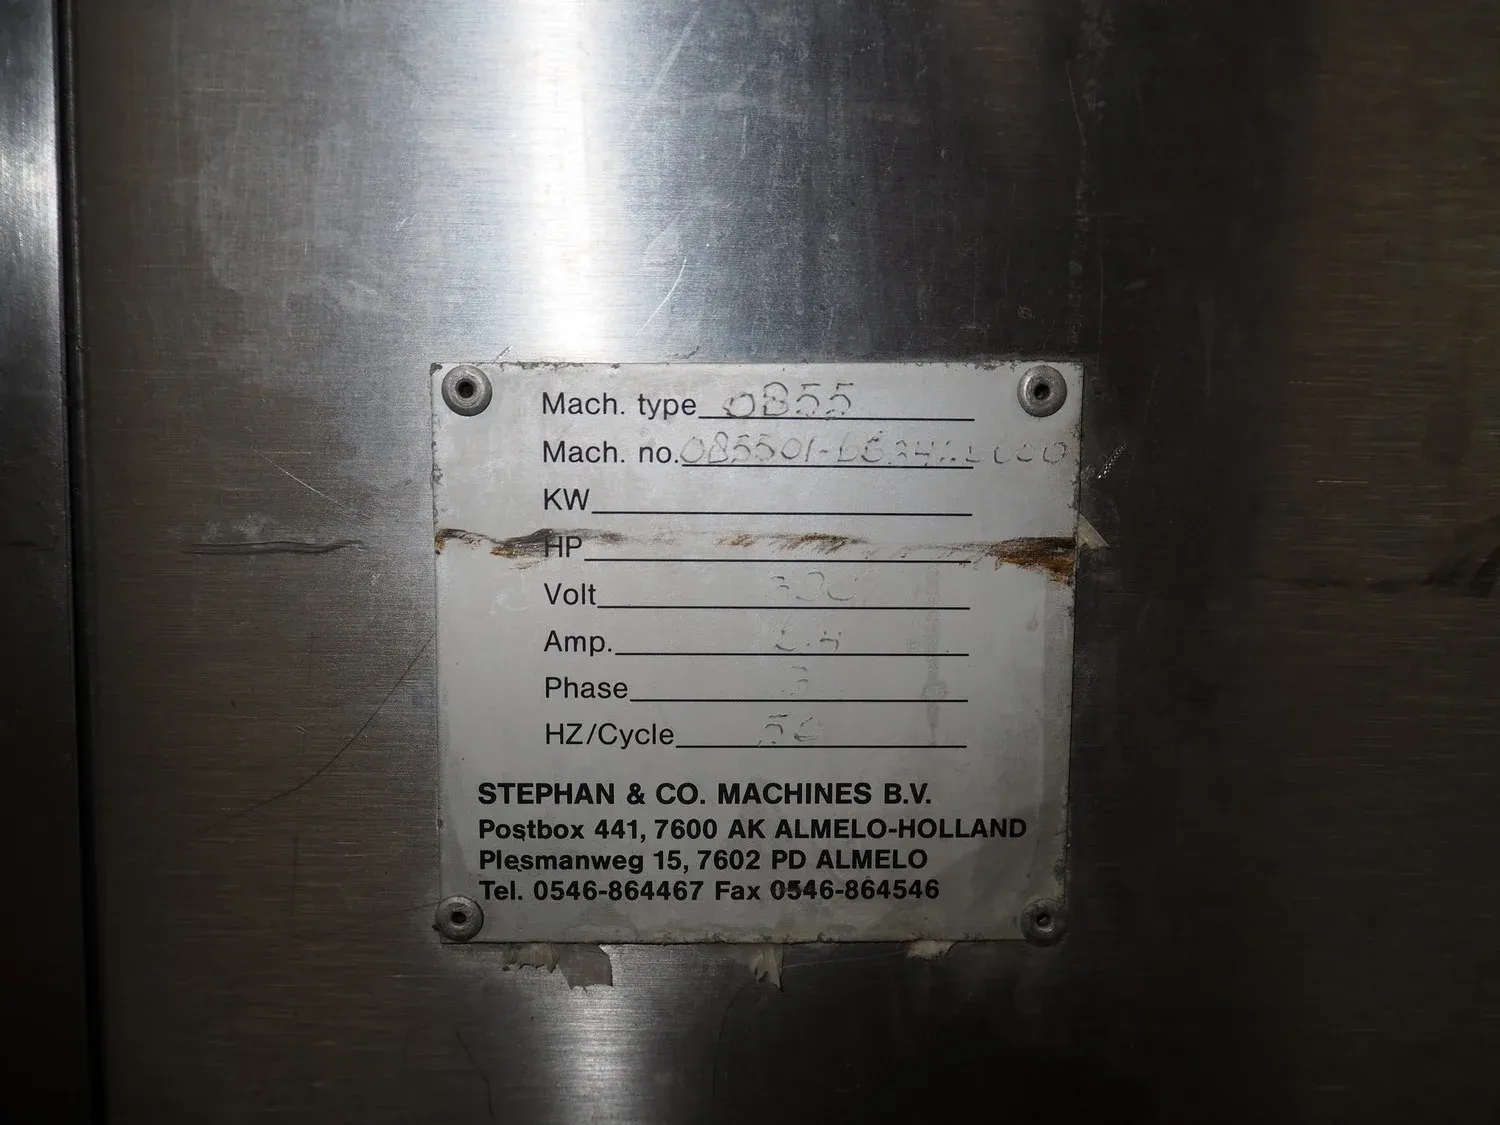 Mach. type 0855
Mach. no.
KW
HP
Volt
Amp.
Phase 3
HZ/Cycle
STEPHAN & CO. MACHINES B.V.
Postbox 441, 7600 AK ALMELO-HOLLAND
Plesmanweg 15, 7602 PD ALMELO
Tel. 0546-864467 Fax 0546-864546